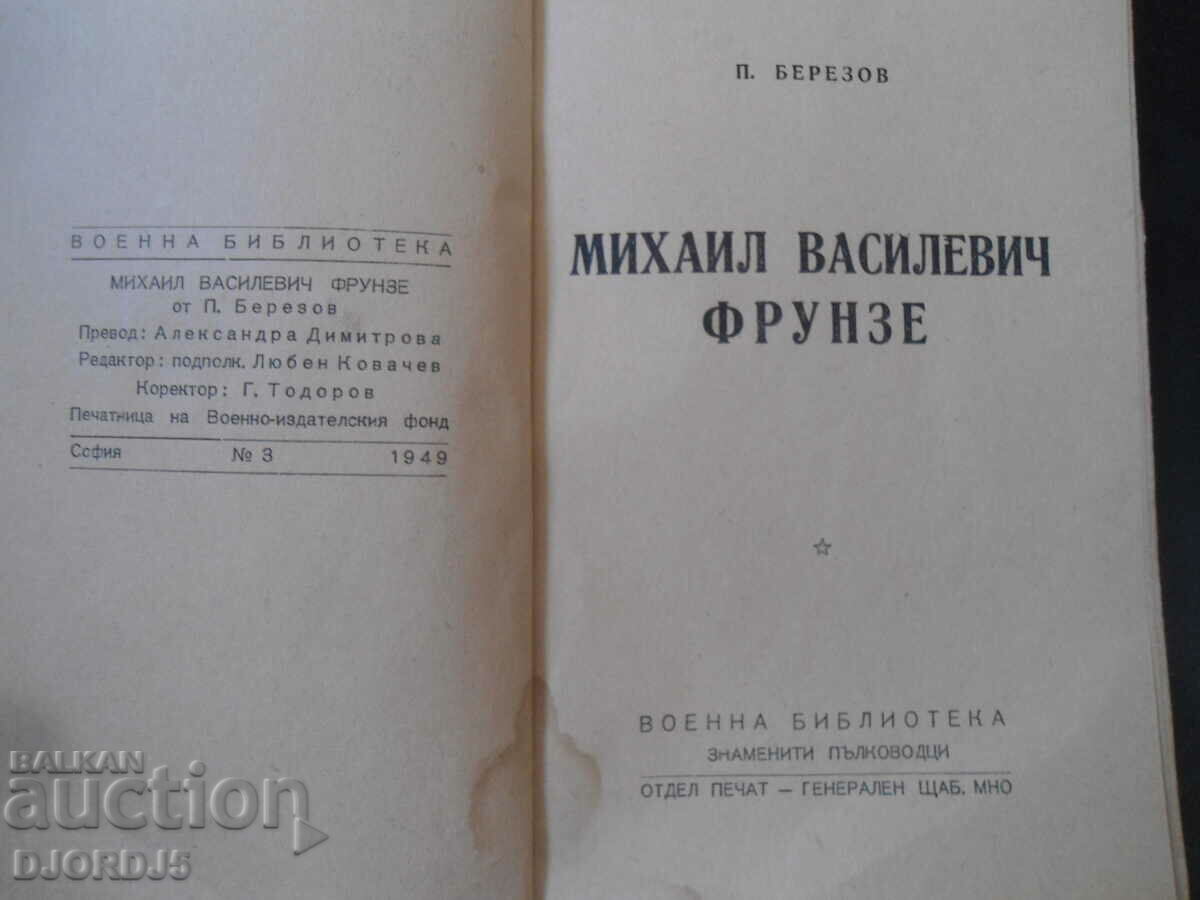 ВОЕННА БИБЛИОТЕКА
МИХАИЛ ВАСИЛЕВИЧ ФРУНЗЕ
от П. Березов
Превод: Александра Димитрова
Редактор: подполк. Любен Ковачев
Коректор: Г. Тодоров
Печатница на Военно-издателския фонд
София № 3 1949
П. БЕРЕЗОВ
МИХАИЛ ВАСИЛЕВИЧ
ФРУНЗЕ
ВОЕННА БИБЛИОТЕКА
ЗНАМЕНИТИ ПЪЛКОВОДЦИ
ОТДЕЛ ПЕЧАТ — ГЕНЕРАЛЕН ЩАБ. МНО
BALKAN
auction
DJORDJ5